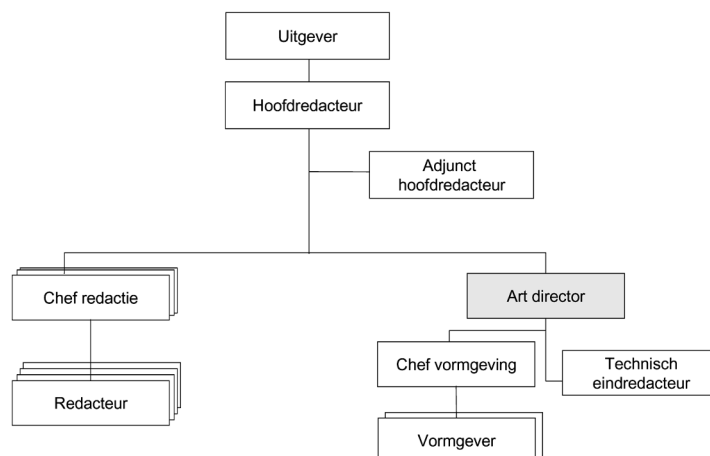 Uitgever
Hoofdredacteur
Adjunct
hoofdredacteur
Chef redactie
Art director
Chef vormgeving
Technisch
eindredacteur
Redacteur
Vormgever